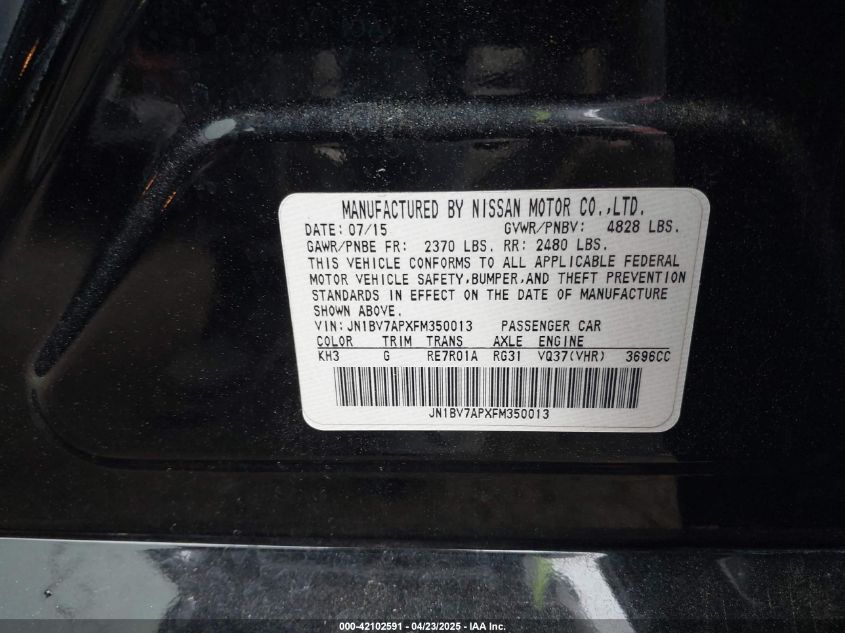 MANUFACTURED BY NISSAN MOTOR CO.,LTD.
DATE: 07/15 GVWR/PNBV: 4828 LBS.
GAWR/PNBE FR: 2370 LBS. RR: 2480 LBS.
THIS VEHICLE CONFORMS TO ALL APPLICABLE FEDERAL
MOTOR VEHICLE SAFETY,BUMPER,AND THEFT PREVENTION
STANDARDS IN EFFECT ON THE DATE OF MANUFACTURE
SHOWN ABOVE.
VIN: JN1BV7APXFM350013 PASSENGER CAR
COLOR TRIM TRANS AXLE ENGINE
KH3 G RE7R01A RG31 VQ37(VHR) 3696CC
JN1BV7APXFM350013
000-42102591 - 04/23/2025 - IAA Inc.